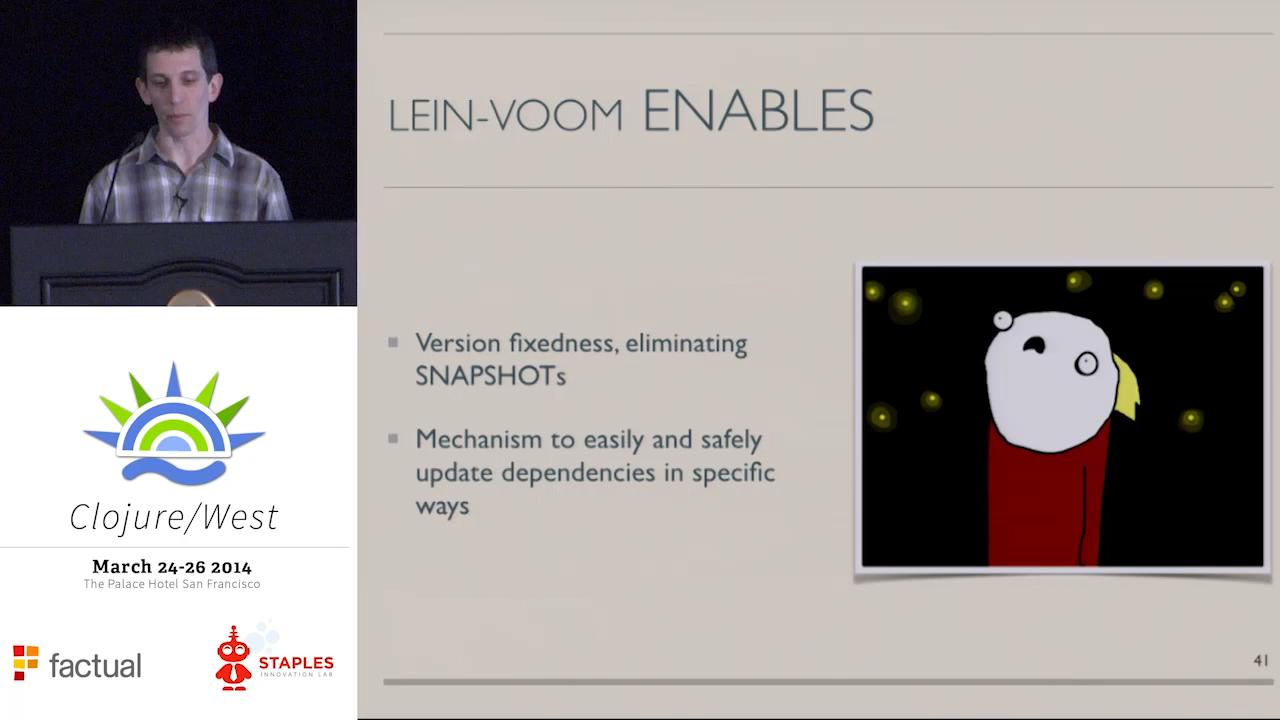 LEIN-VOOM ENABLES
Version fixedness, eliminating
SNAPSHOTs
Mechanism to easily and safely
update dependencies in specific
ways
41
Clojure/West
March 24-26 2014
The Palace Hotel San Francisco
factual
STAPLES
INNOVATION LAB